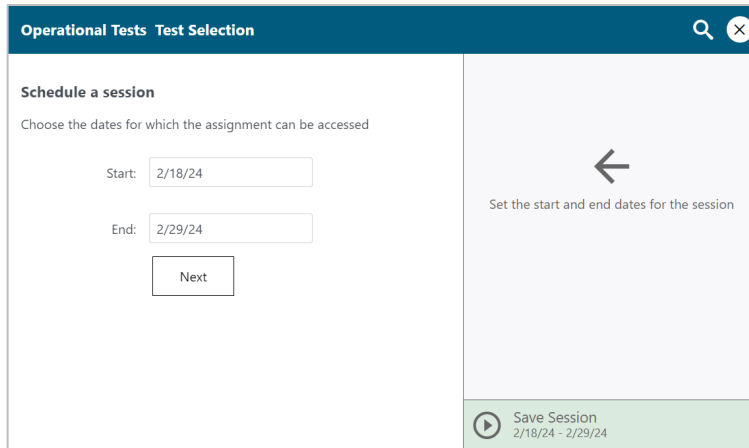 Operational Tests  Test Selection
Schedule a session
Choose the dates for which the assignment can be accessed
Start: 2/18/24
End: 2/29/24
Next
Set the start and end dates for the session
Save Session
2/18/24 - 2/29/24